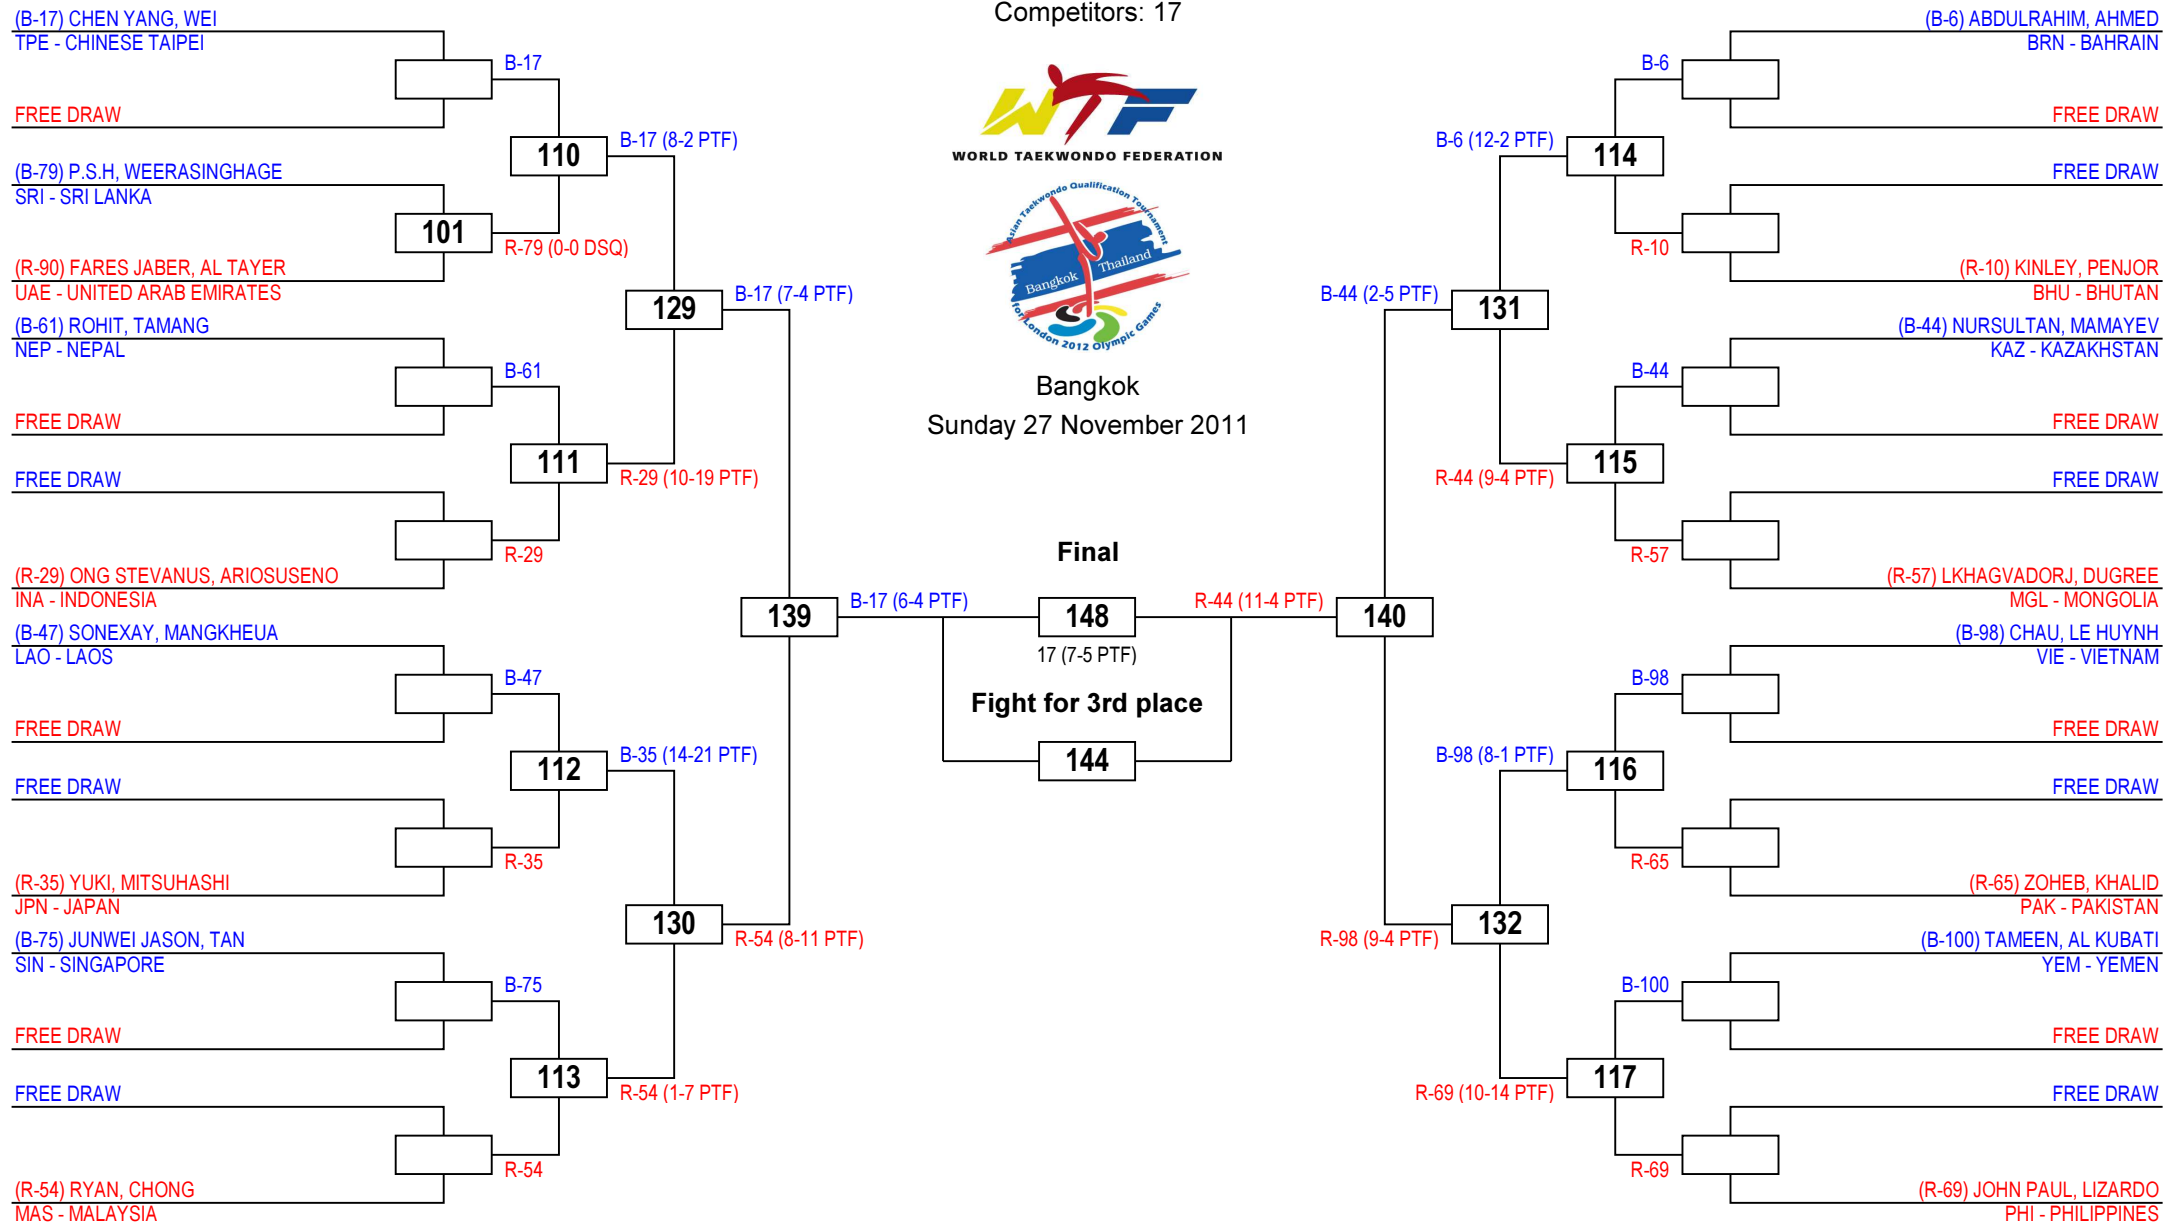 Competitors: 17
WTF
WORLD TAEKWONDO FEDERATION
Asian Taekwondo Qualification Tournament
Bangkok Thailand
for London 2012 Olympic Games
Bangkok
Sunday 27 November 2011
(B-17) CHEN YANG, WEI
TPE - CHINESE TAIPEI
B-17
FREE DRAW
110
B-17 (8-2 PTF)
(B-79) P.S.H, WEERASINGHAGE
SRI - SRI LANKA
101
R-79 (0-0 DSQ)
(R-90) FARES JABER, AL TAYER
UAE - UNITED ARAB EMIRATES
129
B-17 (7-4 PTF)
(B-61) ROHIT, TAMANG
NEP - NEPAL
B-61
FREE DRAW
111
R-29 (10-19 PTF)
FREE DRAW
R-29
(R-29) ONG STEVANUS, ARIOSUSENO
INA - INDONESIA
139
B-17 (6-4 PTF)
(B-47) SONEXAY, MANGKHEUA
LAO - LAOS
B-47
FREE DRAW
112
B-35 (14-21 PTF)
FREE DRAW
R-35
(R-35) YUKI, MITSUHASHI
JPN - JAPAN
130
R-54 (8-11 PTF)
(B-75) JUNWEI JASON, TAN
SIN - SINGAPORE
B-75
FREE DRAW
113
R-54 (1-7 PTF)
FREE DRAW
R-54
(R-54) RYAN, CHONG
MAS - MALAYSIA
Final
148
17 (7-5 PTF)
Fight for 3rd place
144
(B-6) ABDULRAHIM, AHMED
BRN - BAHRAIN
B-6
FREE DRAW
B-6 (12-2 PTF)
114
FREE DRAW
R-10
(R-10) KINLEY, PENJOR
BHU - BHUTAN
B-44 (2-5 PTF)
131
(B-44) NURSULTAN, MAMAYEV
KAZ - KAZAKHSTAN
B-44
FREE DRAW
R-44 (9-4 PTF)
115
FREE DRAW
R-57
(R-57) LKHAGVADORJ, DUGREE
MGL - MONGOLIA
R-44 (11-4 PTF)
140
(B-98) CHAU, LE HUYNH
VIE - VIETNAM
B-98
FREE DRAW
B-98 (8-1 PTF)
116
FREE DRAW
R-65
(R-65) ZOHEB, KHALID
PAK - PAKISTAN
R-98 (9-4 PTF)
132
(B-100) TAMEEN, AL KUBATI
YEM - YEMEN
B-100
FREE DRAW
R-69 (10-14 PTF)
117
FREE DRAW
R-69
(R-69) JOHN PAUL, LIZARDO
PHI - PHILIPPINES